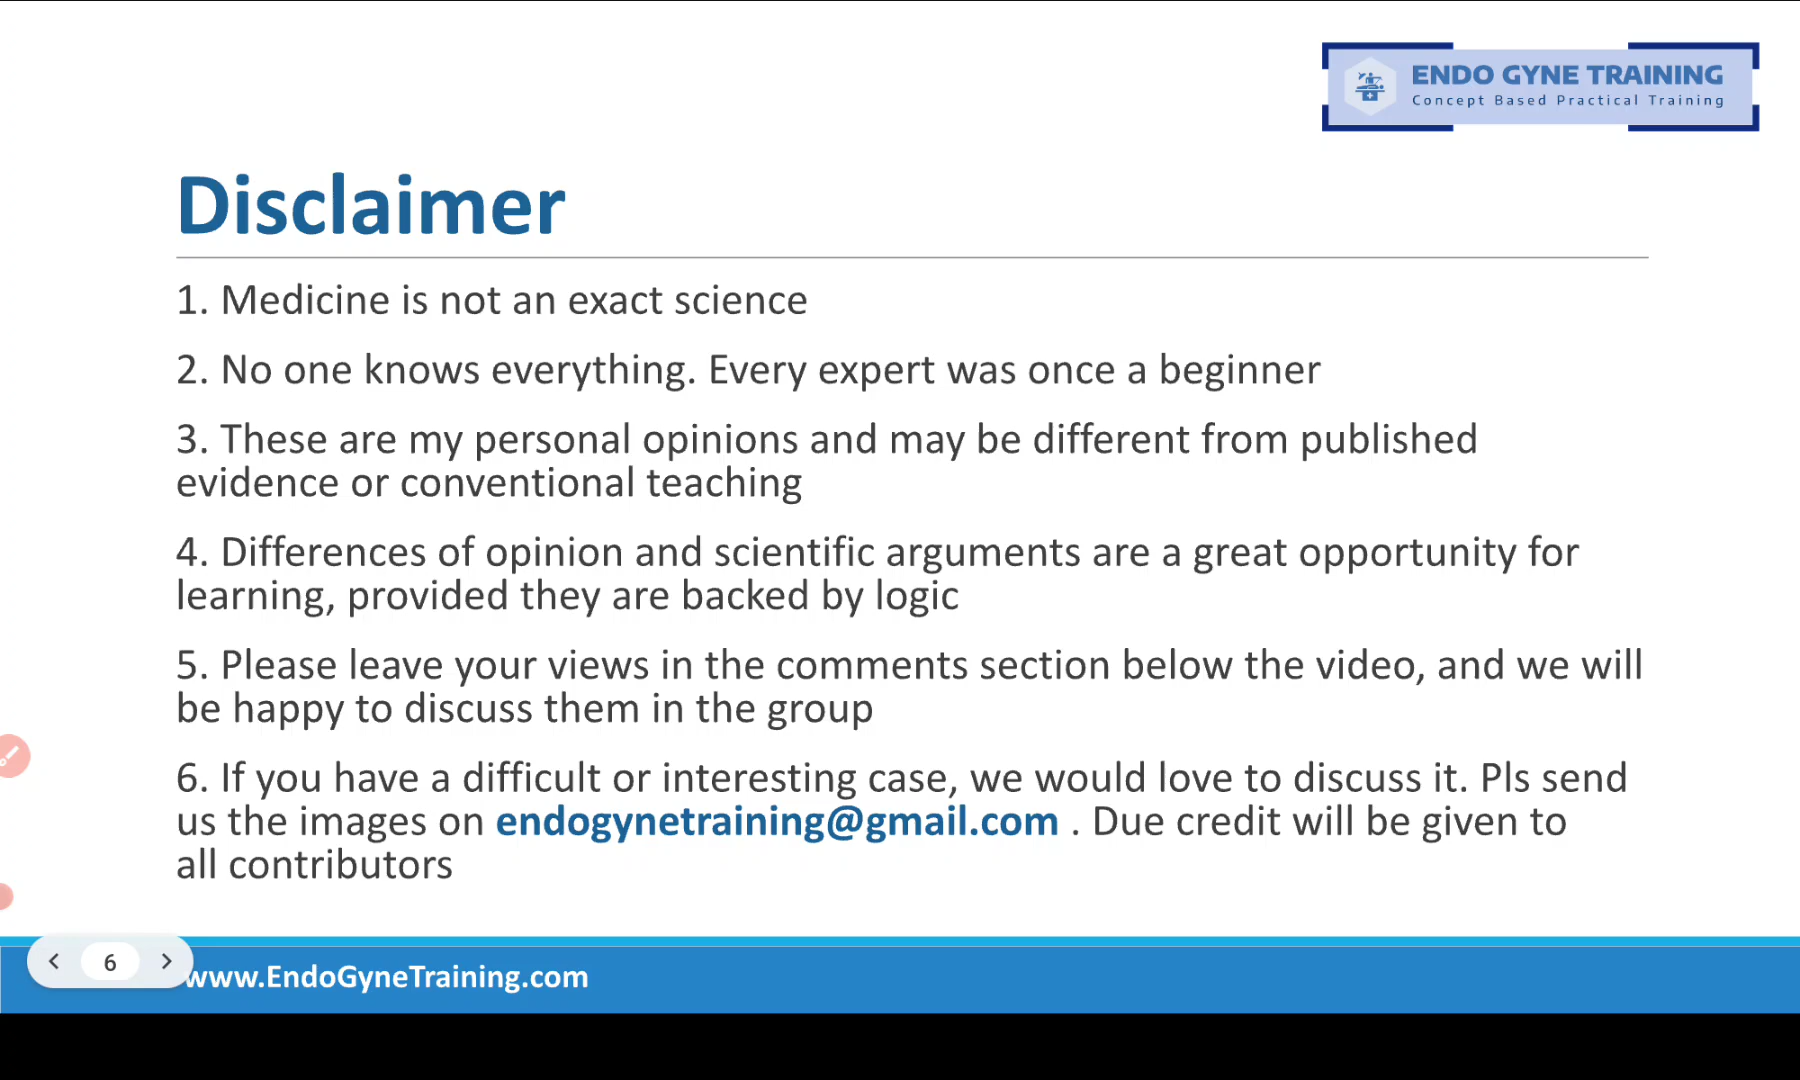 ENDO GYNE TRAINING
Concept Based Practical Training
Disclaimer
1. Medicine is not an exact science
2. No one knows everything. Every expert was once a beginner
3. These are my personal opinions and may be different from published
evidence or conventional teaching
4. Differences of opinion and scientific arguments are a great opportunity for
learning, provided they are backed by logic
5. Please leave your views in the comments section below the video, and we will
be happy to discuss them in the group
6. If you have a difficult or interesting case, we would love to discuss it. Pls send
us the images on endogynetraining@gmail.com . Due credit will be given to
all contributors
6
www.EndoGyneTraining.com